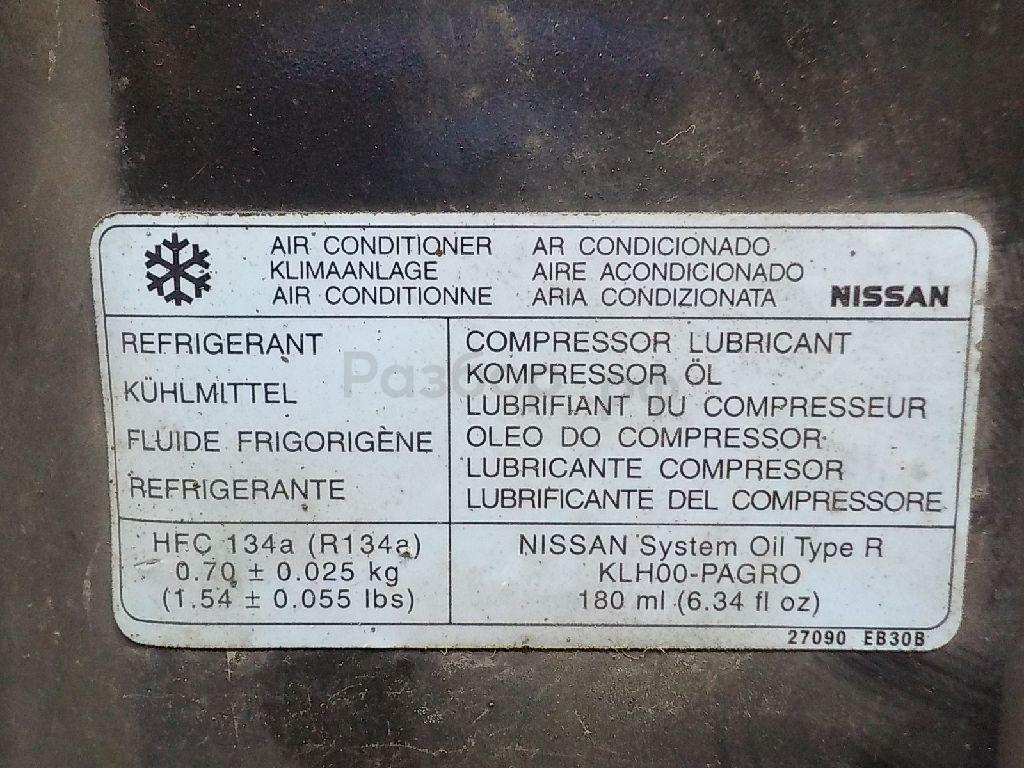 AIR CONDITIONER AR CONDICIONADO
KLIMAANLAGE AIRE ACONDICIONADO
AIR CONDITIONNE ARIA CONDIZIONATA
NISSAN
REFRIGERANT
KÜHLMITTEL
FLUIDE FRIGORIGÈNE
REFRIGERANTE
COMPRESSOR LUBRICANT
KOMPRESSOR ÖL
LUBRIFIANT DU COMPRESSEUR
OLEO DO COMPRESSOR
LUBRICANTE COMPRESOR
LUBRIFICANTE DEL COMPRESSORE
HFC 134a (R134a)
0.70 ± 0.025 kg
(1.54 ± 0.055 lbs)
NISSAN System Oil Type R
KLH00-PAGRO
180 ml (6.34 fl oz)
27090 EB30B